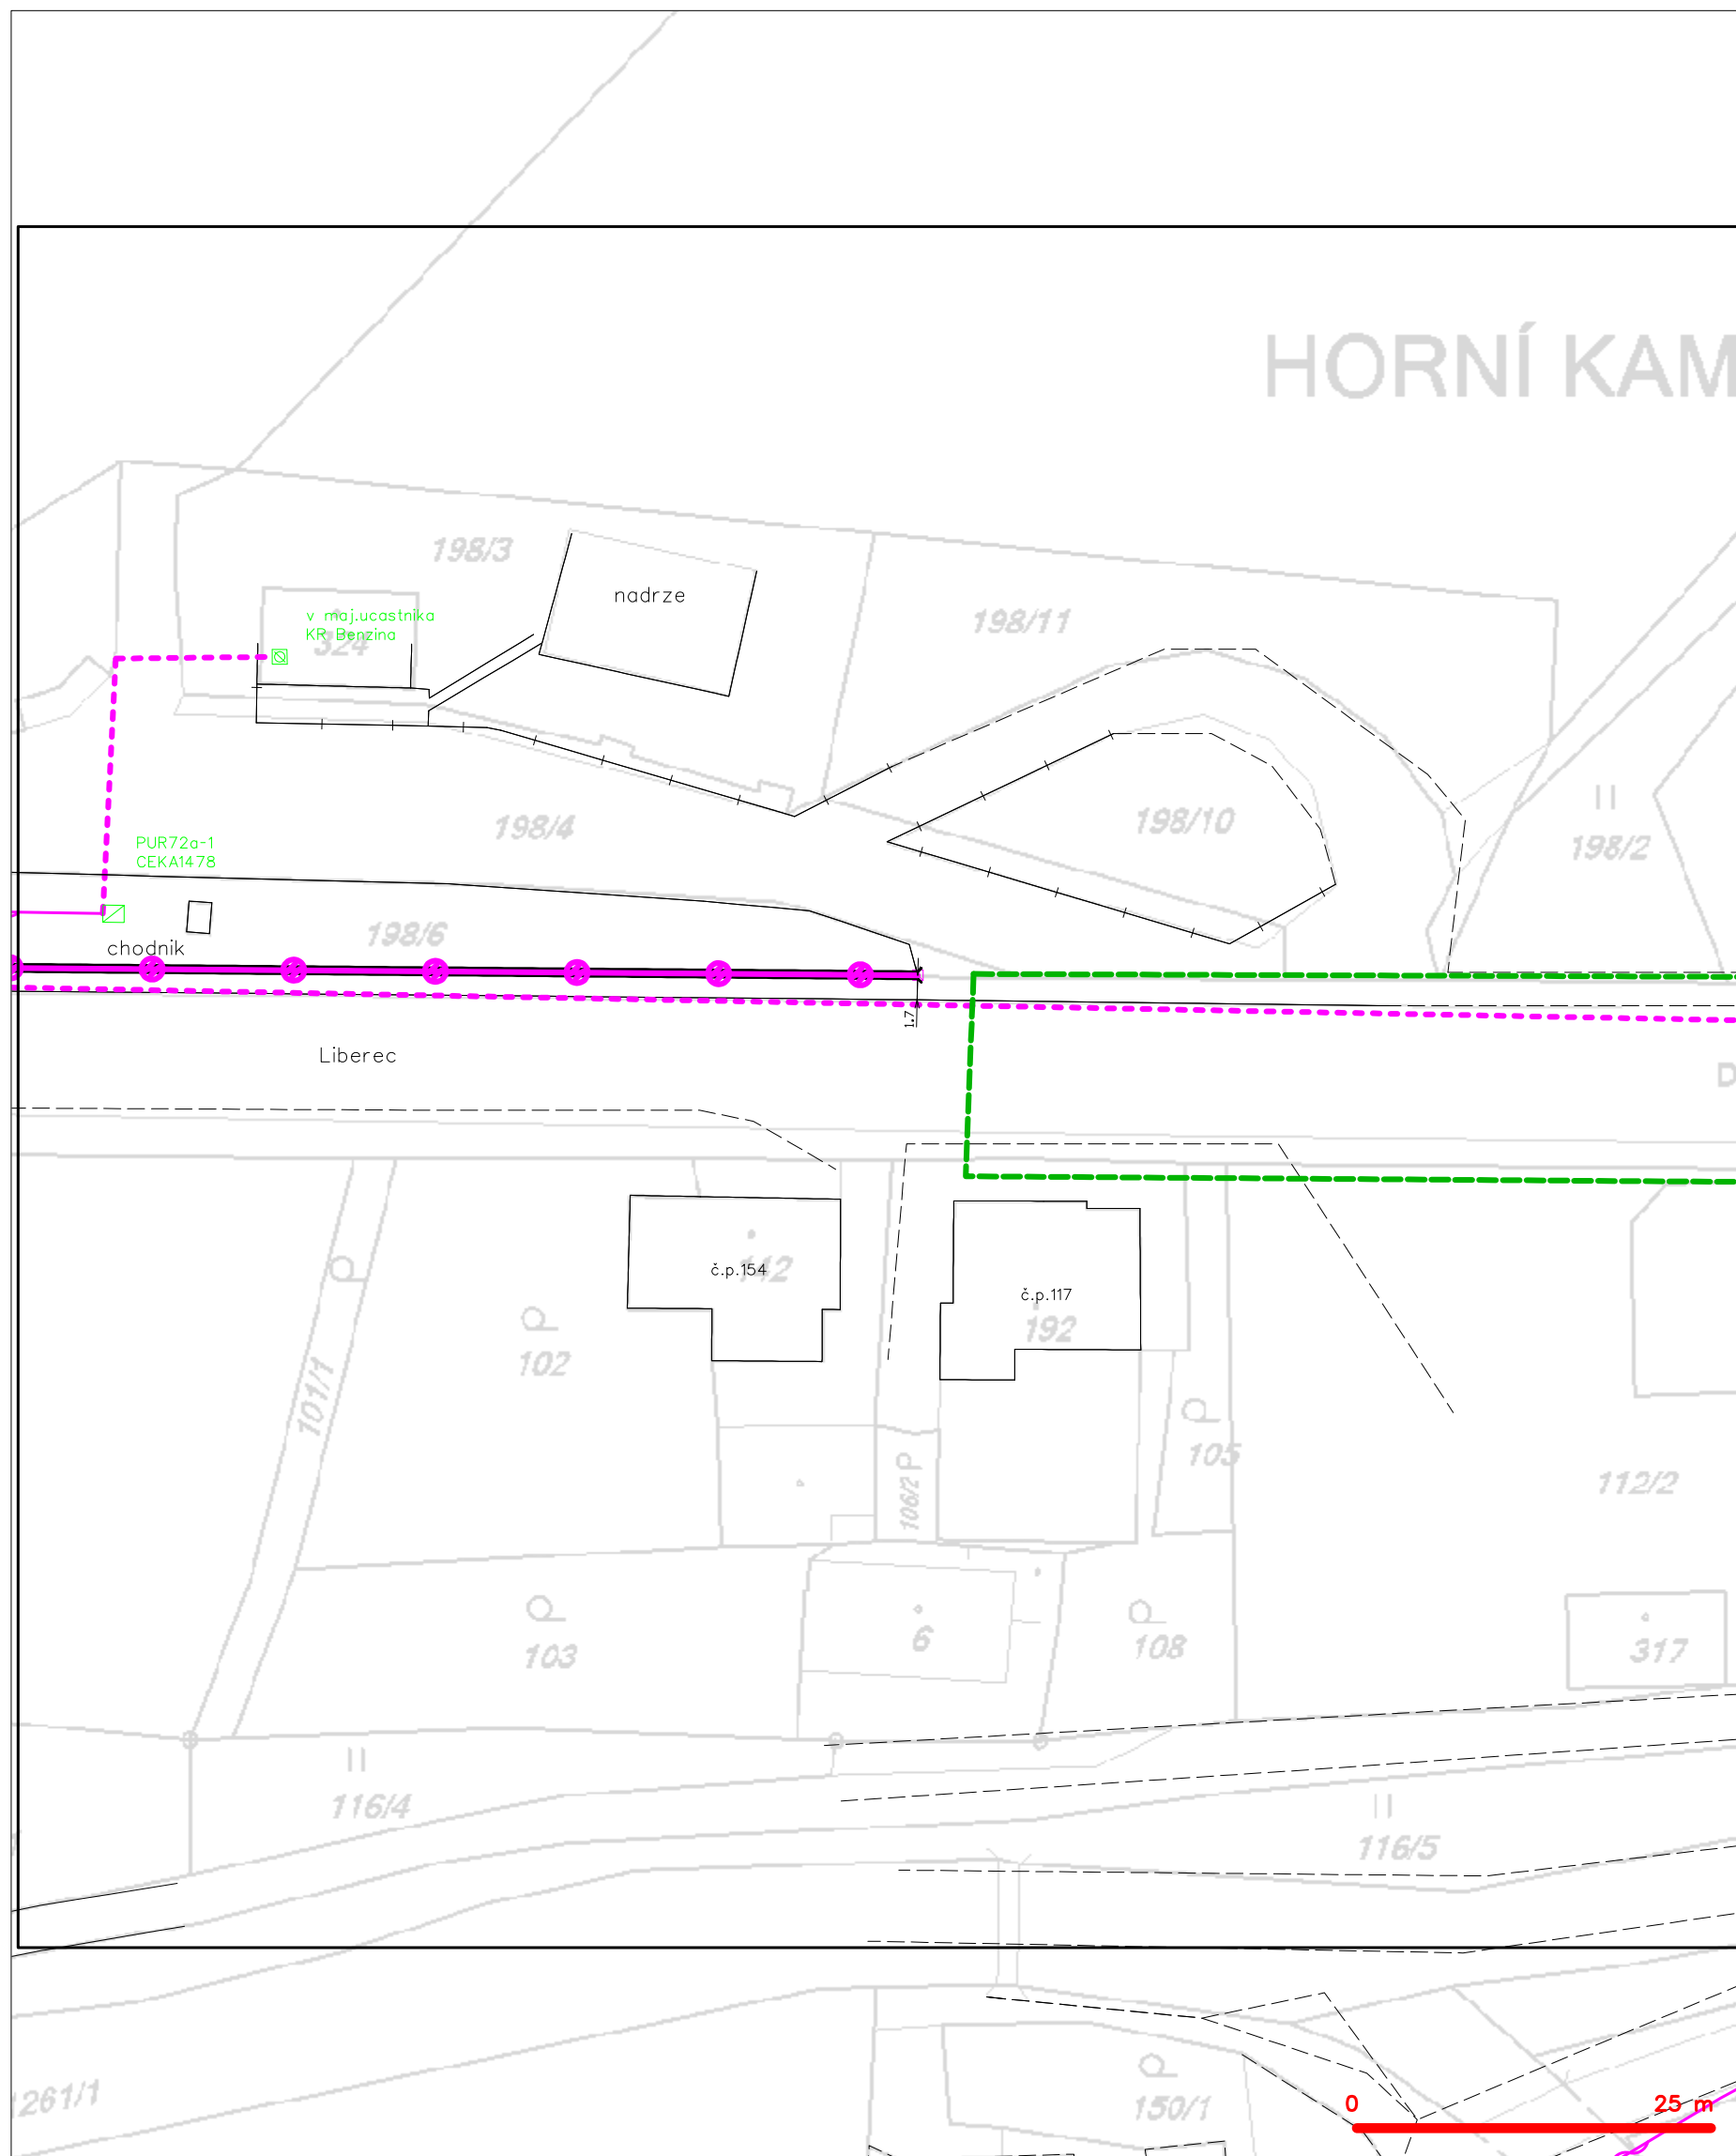 HORNÍ KAM
198/3
nadrze
198/11
v maj.ucastnika
KR Benzina
324
198/4
198/10
198/2
PUR72a-1
CEKA1478
198/6
chodnik
1.7
Liberec
D
142
č.p.154
č.p.117
192
102
101/1
105
106/2
112/2
103
6
108
317
116/4
116/5
261/1
150/1
0
25 m